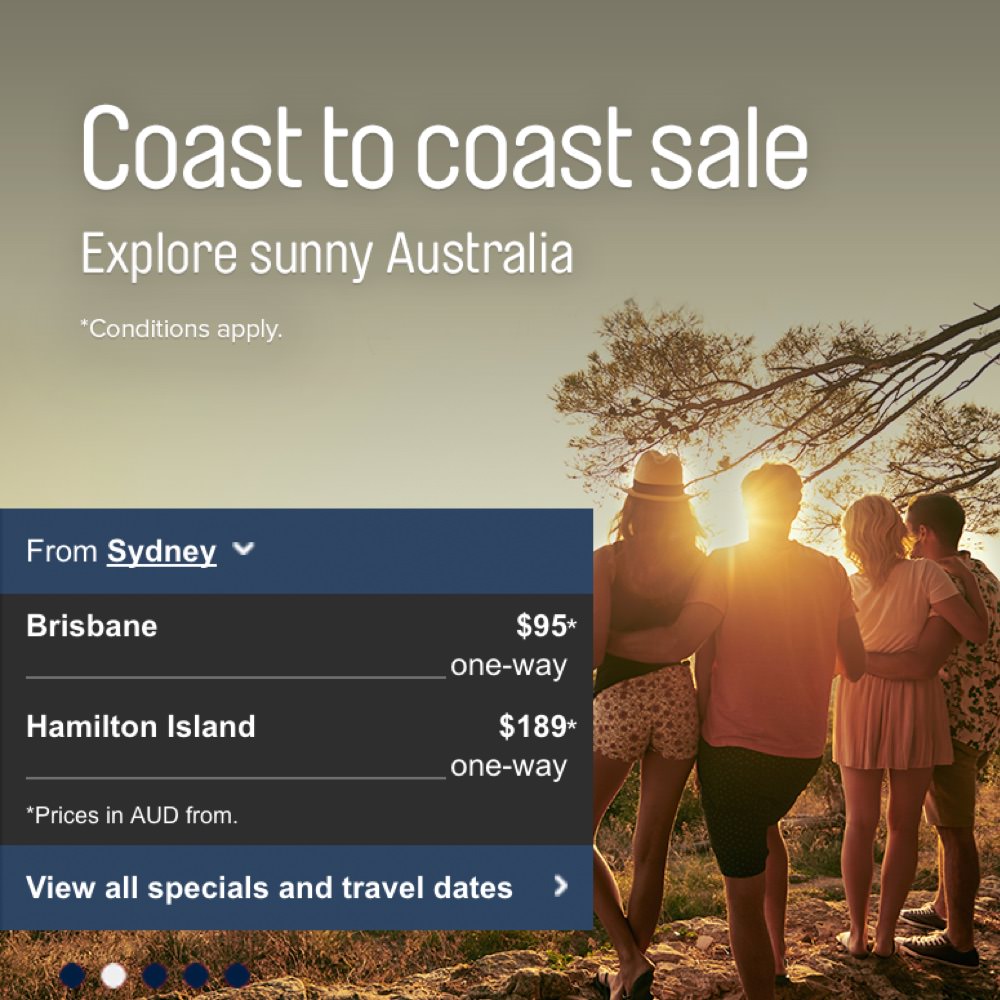 Coast to coast sale
Explore sunny Australia
*Conditions apply.
From Sydney
Brisbane $95*
one-way
Hamilton Island $189*
one-way
*Prices in AUD from.
View all specials and travel dates